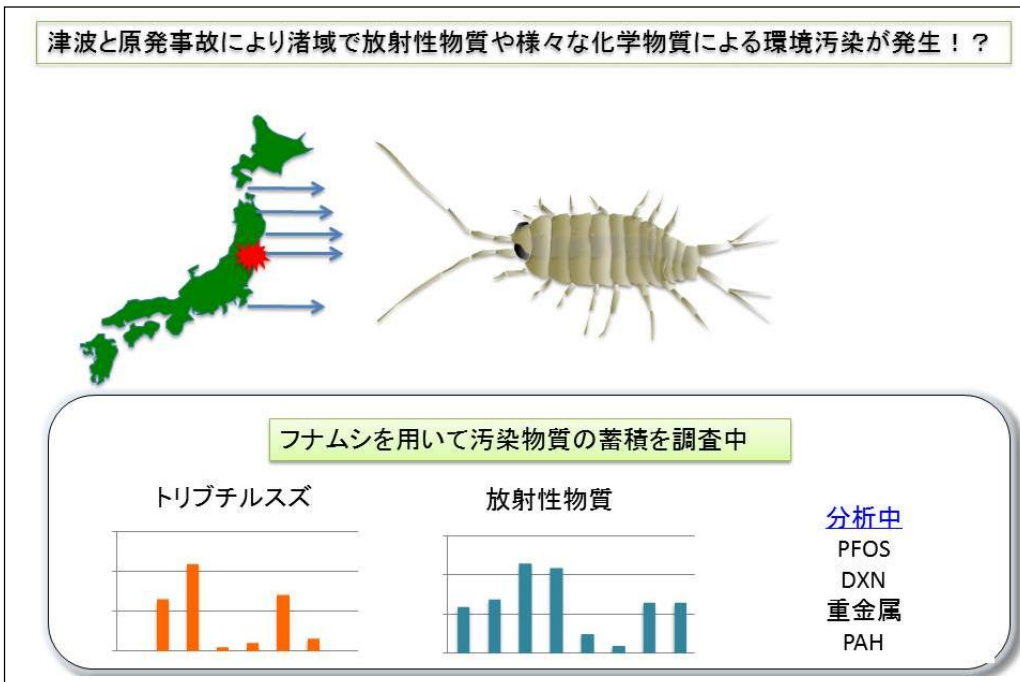 津波と原発事故により渚域で放射性物質や様々な化学物質による環境汚染が発生！？
フナムシを用いて汚染物質の蓄積を調査中
トリブチルスズ
放射性物質
分析中
PFOS
DXN
重金属
PAH